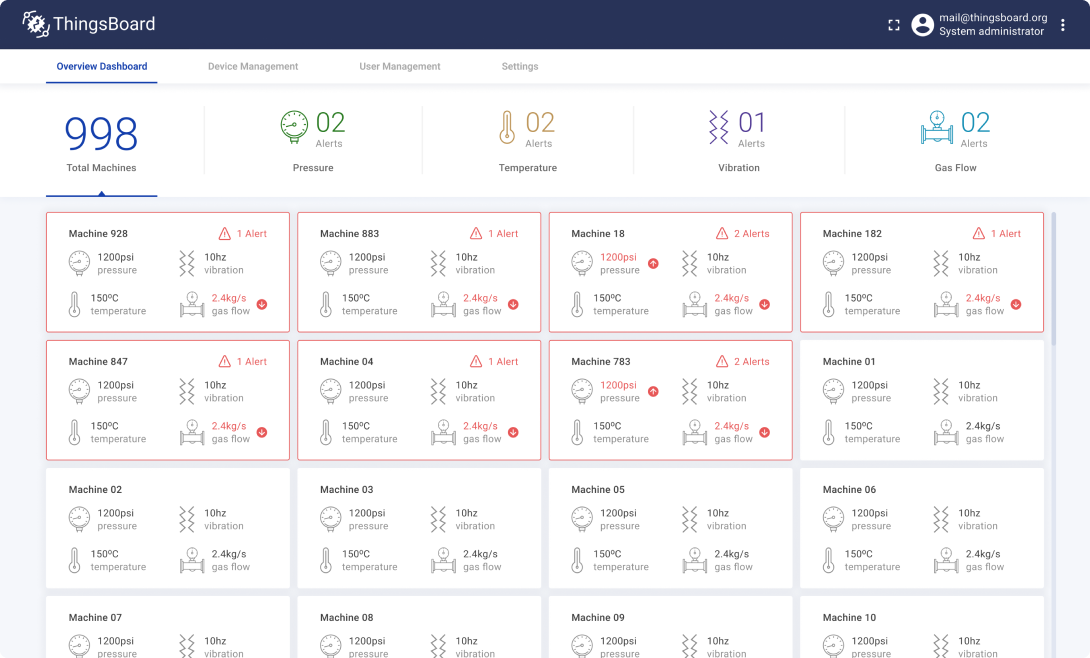 ThingsBoard
mail@thingsboard.org
System administrator
Overview Dashboard
Device Management
User Management
Settings
998
Total Machines
02
Alerts
Pressure
02
Alerts
Temperature
01
Alerts
Vibration
02
Alerts
Gas Flow
Machine 928
1 Alert
1200psi
pressure
10hz
vibration
150ºC
temperature
2.4kg/s
gas flow
Machine 883
1 Alert
1200psi
pressure
10hz
vibration
150ºC
temperature
2.4kg/s
gas flow
Machine 18
2 Alerts
1200psi
pressure
10hz
vibration
150ºC
temperature
2.4kg/s
gas flow
Machine 182
1 Alert
1200psi
pressure
10hz
vibration
150ºC
temperature
2.4kg/s
gas flow
Machine 847
1 Alert
1200psi
pressure
10hz
vibration
150ºC
temperature
2.4kg/s
gas flow
Machine 04
1 Alert
1200psi
pressure
10hz
vibration
150ºC
temperature
2.4kg/s
gas flow
Machine 783
2 Alerts
1200psi
pressure
10hz
vibration
150ºC
temperature
2.4kg/s
gas flow
Machine 01
1200psi
pressure
10hz
vibration
150ºC
temperature
2.4kg/s
gas flow
Machine 02
1200psi
pressure
10hz
vibration
150ºC
temperature
2.4kg/s
gas flow
Machine 03
1200psi
pressure
10hz
vibration
150ºC
temperature
2.4kg/s
gas flow
Machine 05
1200psi
pressure
10hz
vibration
150ºC
temperature
2.4kg/s
gas flow
Machine 06
1200psi
pressure
10hz
vibration
150ºC
temperature
2.4kg/s
gas flow
Machine 07
1200psi
pressure
10hz
vibration
Machine 08
1200psi
pressure
10hz
vibration
Machine 09
1200psi
pressure
10hz
vibration
Machine 10
1200psi
pressure
10hz
vibration